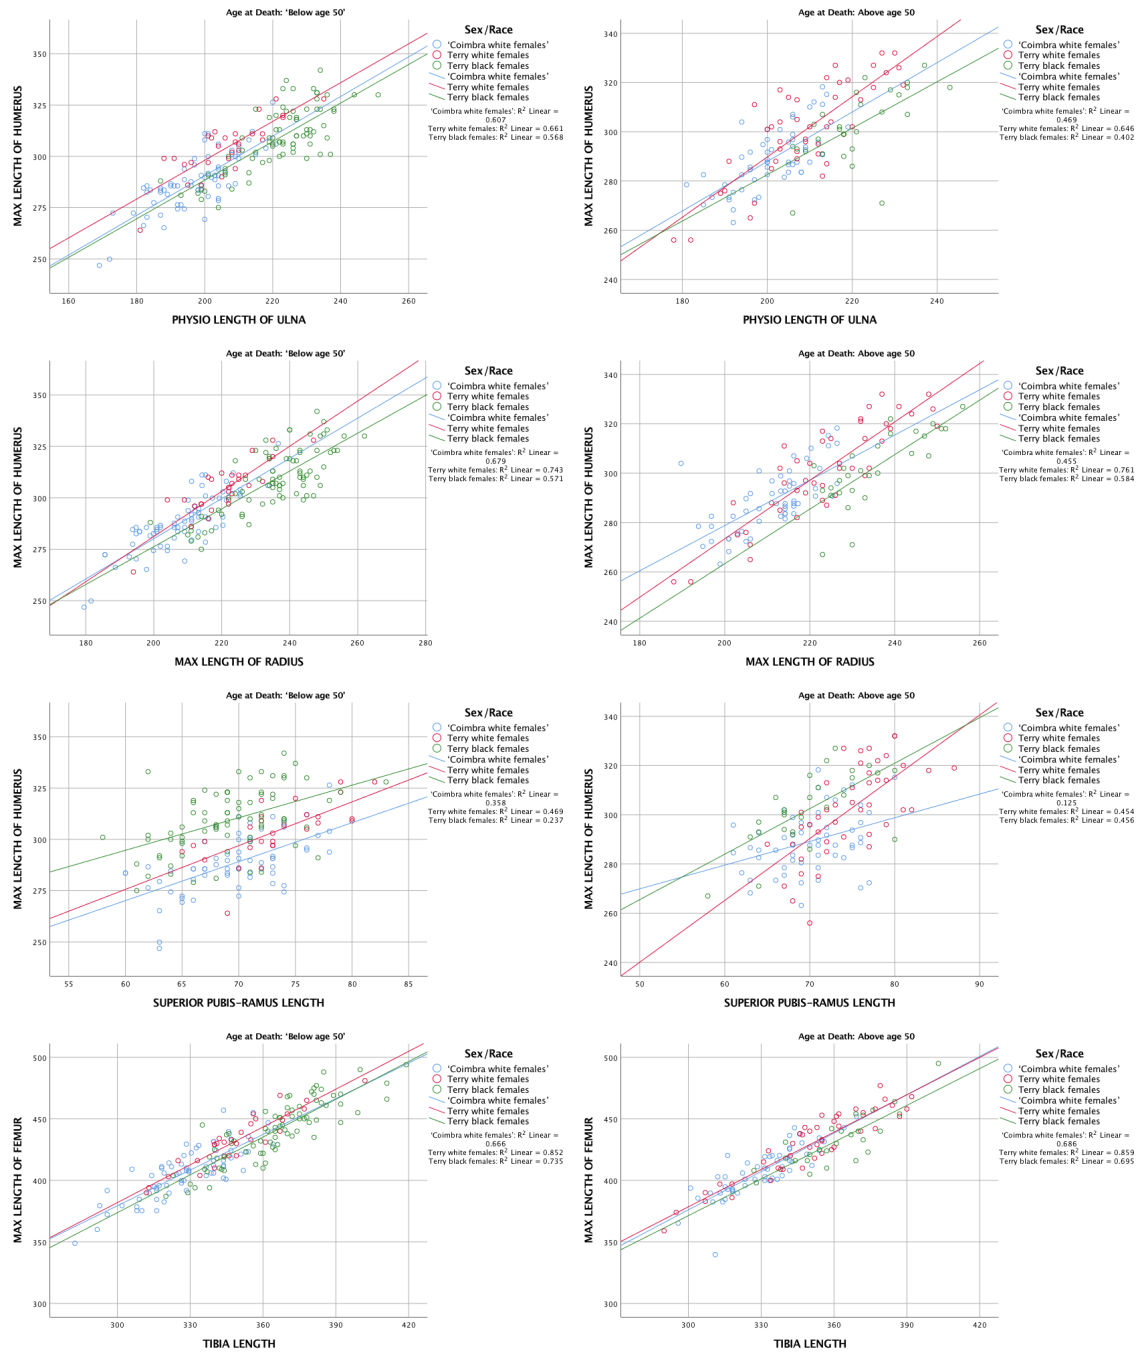 Age at Death: ‘Below age 50’
MAX LENGTH OF HUMERUS
350
325
300
275
250
160
180
200
220
240
260
PHYSIO LENGTH OF ULNA
Sex/Race
‘Coimbra white females’
Terry white females
Terry black females
‘Coimbra white females’
Terry white females
Terry black females
‘Coimbra white females’: R² Linear =
0.607
Terry white females: R² Linear = 0.661
Terry black females: R² Linear = 0.568
Age at Death: Above age 50
MAX LENGTH OF HUMERUS
340
320
300
280
260
240
180
200
220
240
PHYSIO LENGTH OF ULNA
Sex/Race
‘Coimbra white females’
Terry white females
Terry black females
‘Coimbra white females’
Terry white females
Terry black females
‘Coimbra white females’: R² Linear =
0.469
Terry white females: R² Linear = 0.646
Terry black females: R² Linear = 0.402
Age at Death: ‘Below age 50’
MAX LENGTH OF HUMERUS
350
325
300
275
250
180
200
220
240
260
280
MAX LENGTH OF RADIUS
Sex/Race
‘Coimbra white females’
Terry white females
Terry black females
‘Coimbra white females’
Terry white females
Terry black females
‘Coimbra white females’: R² Linear =
0.679
Terry white females: R² Linear = 0.743
Terry black females: R² Linear = 0.571
Age at Death: Above age 50
MAX LENGTH OF HUMERUS
340
320
300
280
260
240
180
200
220
240
260
MAX LENGTH OF RADIUS
Sex/Race
‘Coimbra white females’
Terry white females
Terry black females
‘Coimbra white females’
Terry white females
Terry black females
‘Coimbra white females’: R² Linear =
0.455
Terry white females: R² Linear = 0.761
Terry black females: R² Linear = 0.584
Age at Death: ‘Below age 50’
MAX LENGTH OF HUMERUS
350
325
300
275
250
55
60
65
70
75
80
85
SUPERIOR PUBIS-RAMUS LENGTH
Sex/Race
‘Coimbra white females’
Terry white females
Terry black females
‘Coimbra white females’
Terry white females
Terry black females
‘Coimbra white females’: R² Linear =
0.358
Terry white females: R² Linear = 0.469
Terry black females: R² Linear = 0.237
Age at Death: Above age 50
MAX LENGTH OF HUMERUS
340
320
300
280
260
240
50
60
70
80
90
SUPERIOR PUBIS-RAMUS LENGTH
Sex/Race
‘Coimbra white females’
Terry white females
Terry black females
‘Coimbra white females’
Terry white females
Terry black females
‘Coimbra white females’: R² Linear =
0.125
Terry white females: R² Linear = 0.454
Terry black females: R² Linear = 0.456
Age at Death: ‘Below age 50’
MAX LENGTH OF FEMUR
500
450
400
350
300
300
330
360
390
420
TIBIA LENGTH
Sex/Race
‘Coimbra white females’
Terry white females
Terry black females
‘Coimbra white females’
Terry white females
Terry black females
‘Coimbra white females’: R² Linear =
0.666
Terry white females: R² Linear = 0.852
Terry black females: R² Linear = 0.735
Age at Death: Above age 50
MAX LENGTH OF FEMUR
500
450
400
350
300
300
330
360
390
420
TIBIA LENGTH
Sex/Race
‘Coimbra white females’
Terry white females
Terry black females
‘Coimbra white females’
Terry white females
Terry black females
‘Coimbra white females’: R² Linear =
0.686
Terry white females: R² Linear = 0.859
Terry black females: R² Linear = 0.695